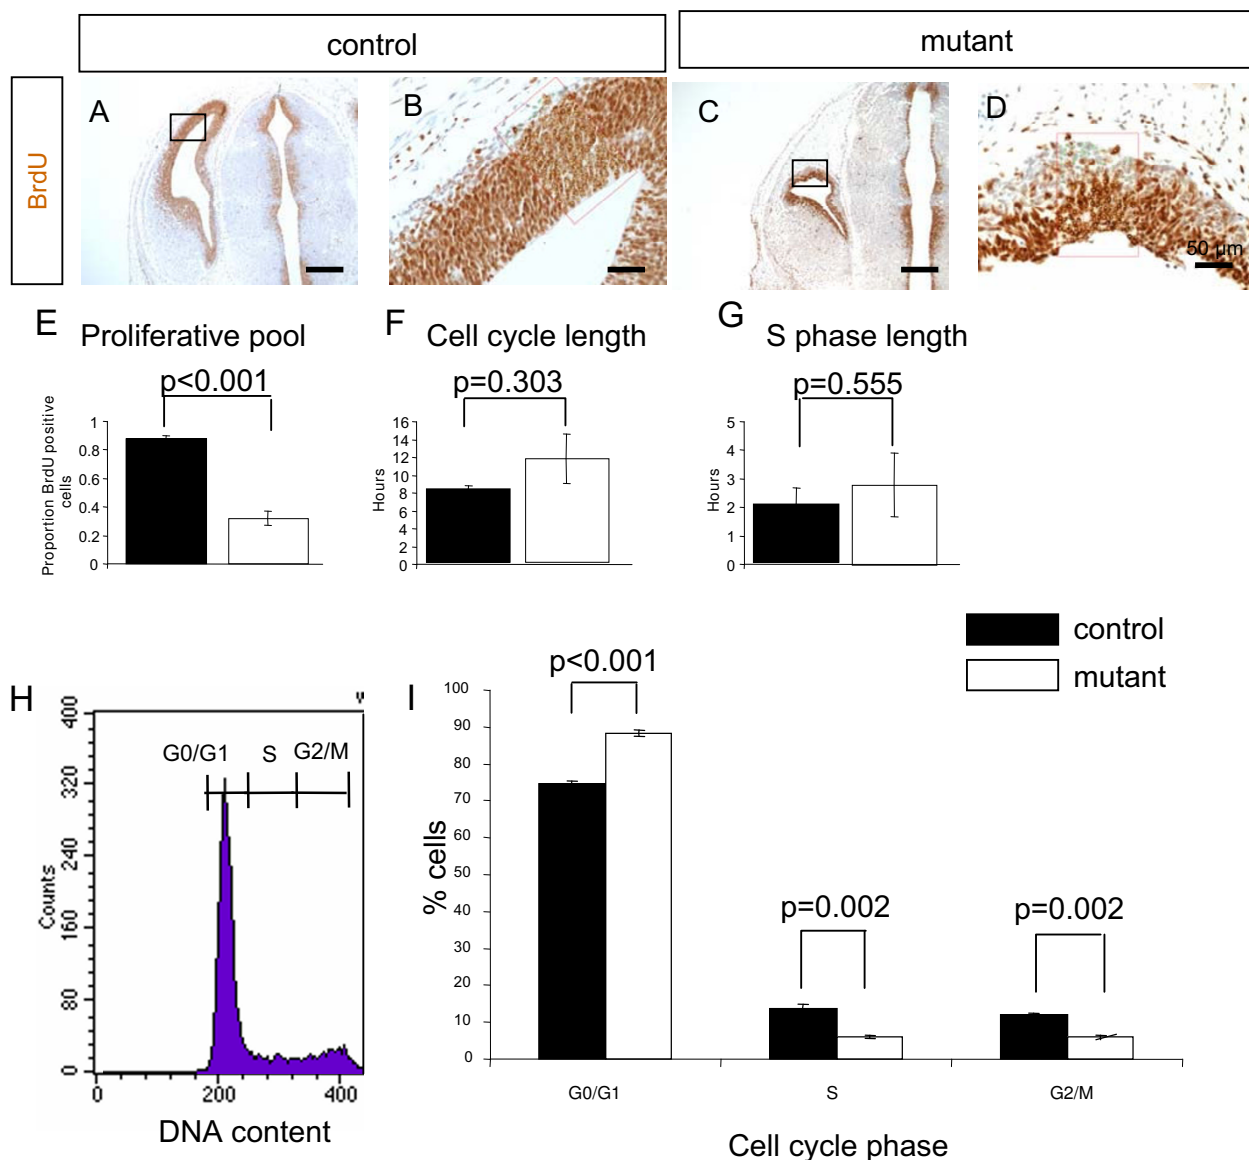 control
mutant
BrdU
A
B
C
D
50 µm
E
Proliferative pool
p<0.001
Proportion BrdU positive
cells
1
0.8
0.6
0.4
0.2
0
F
Cell cycle length
p=0.303
Hours
16
14
12
10
8
6
4
2
0
G
S phase length
p=0.555
Hours
5
4
3
2
1
0
control
mutant
H
G0/G1
S
G2/M
Counts
400
320
240
160
80
0
0
200
400
DNA content
I
p<0.001
p=0.002
p=0.002
% cells
100
90
80
70
60
50
40
30
20
10
0
G0/G1
S
G2/M
Cell cycle phase